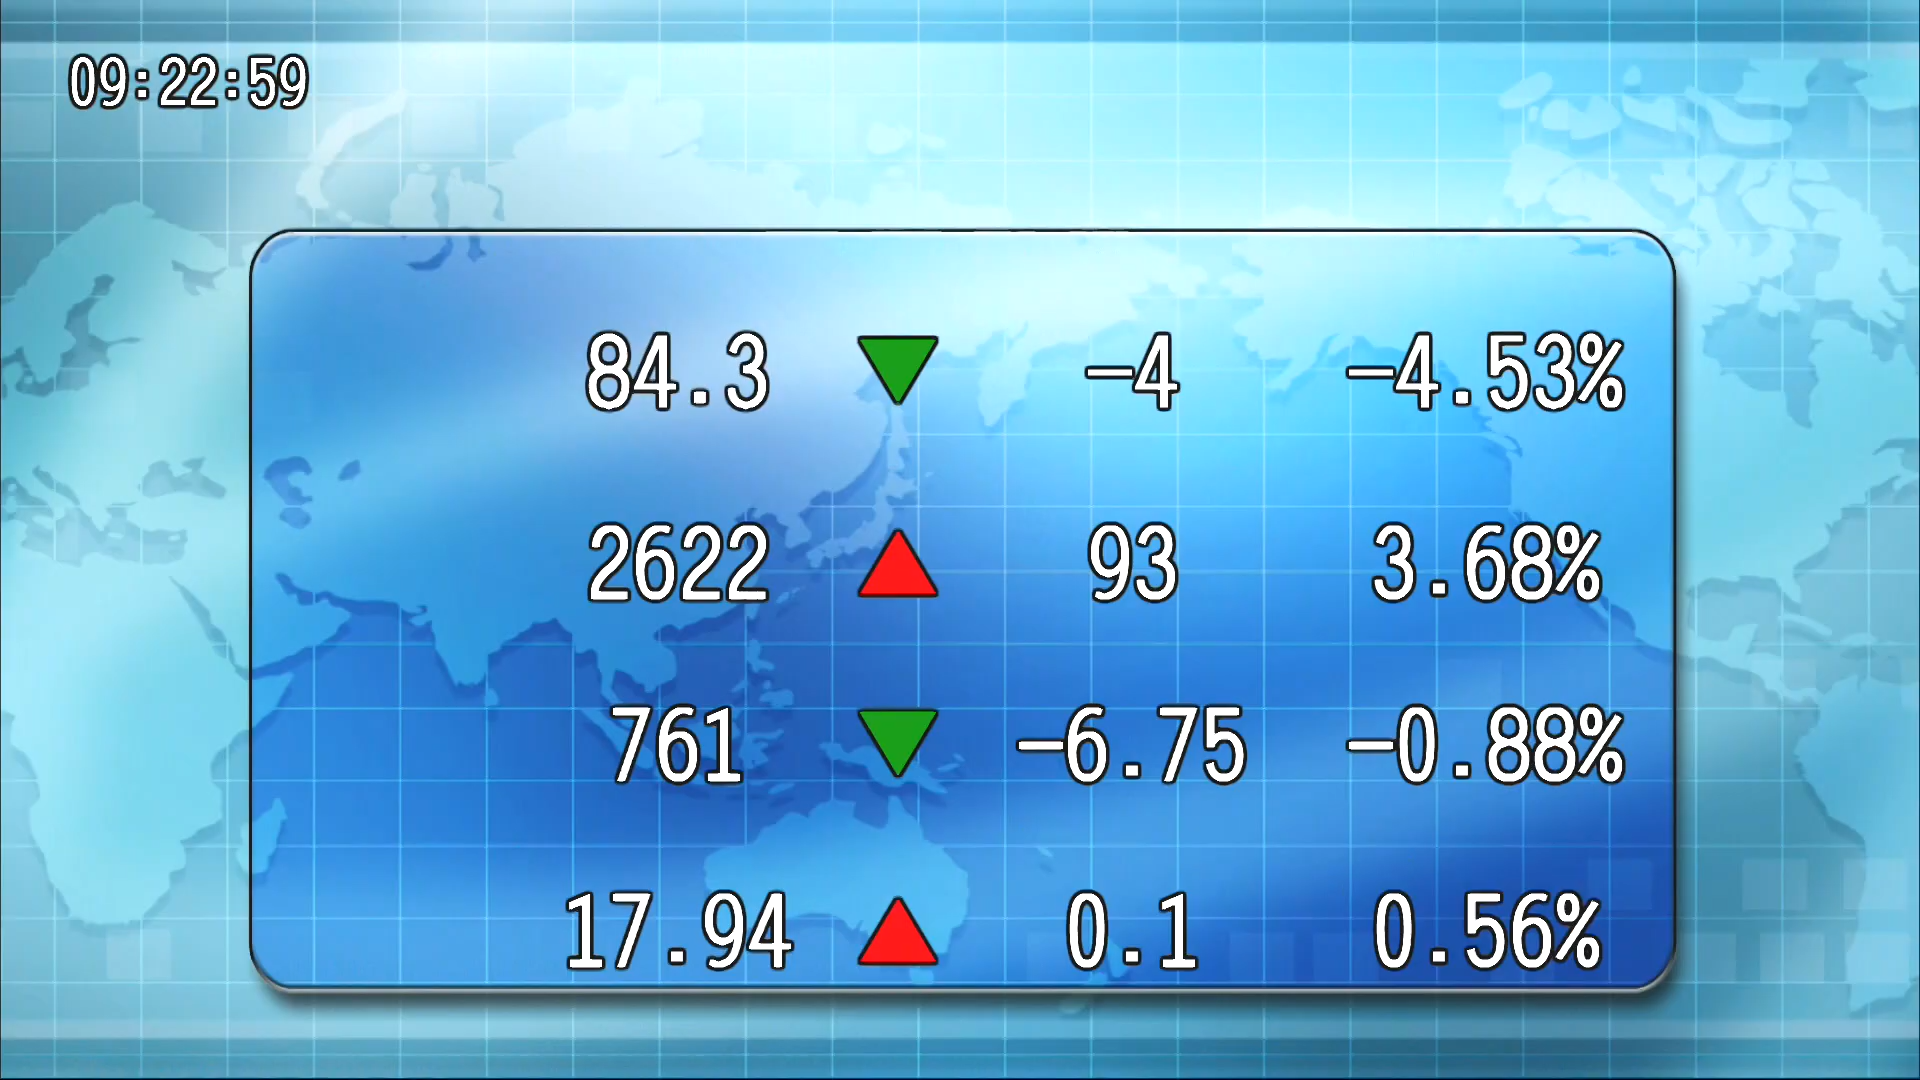 09:22:59
84.3 ▼ -4 -4.53%
2622 ▲ 93 3.68%
761 ▼ -6.75 -0.88%
17.94 ▲ 0.1 0.56%